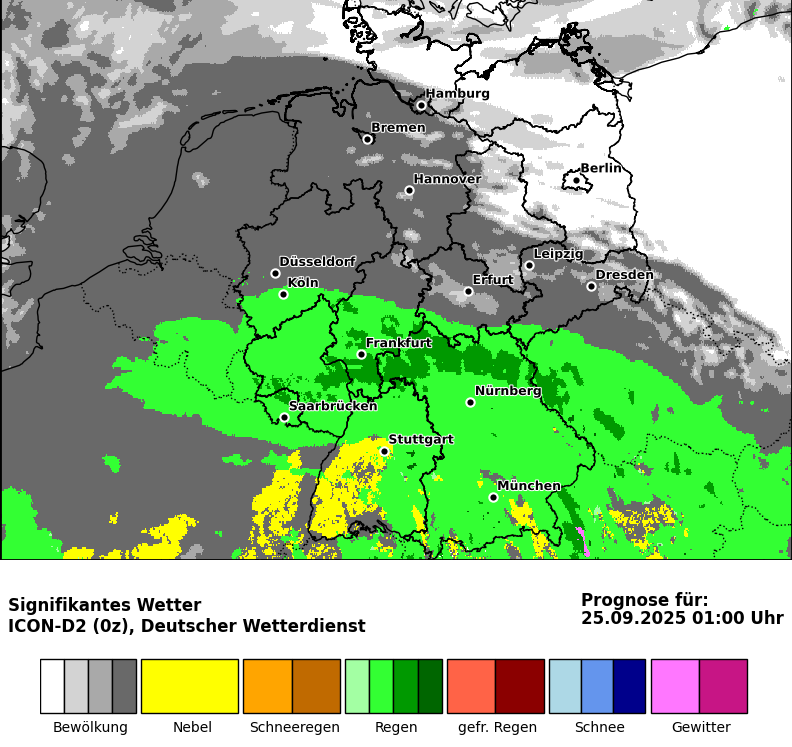 Hamburg
Bremen
Berlin
Hannover
Leipzig
Düsseldorf
Dresden
Köln
Erfurt
Frankfurt
Nürnberg
Saarbrücken
Stuttgart
München
Signifikantes Wetter
ICON-D2 (0z), Deutscher Wetterdienst
Prognose für:
25.09.2025 01:00 Uhr
Bewölkung Nebel Schneeregen Regen gefr. Regen Schnee Gewitter